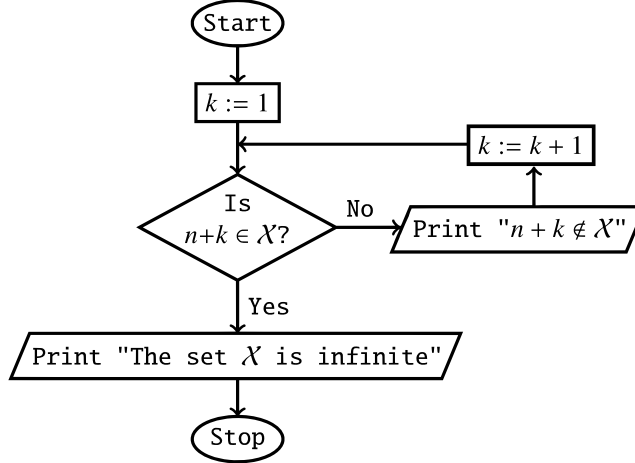 Start
k := 1
k := k + 1
Is
n+k ∈ 𝒳?
No
Print "n + k ∉ 𝒳"
Yes
Print "The set 𝒳 is infinite"
Stop